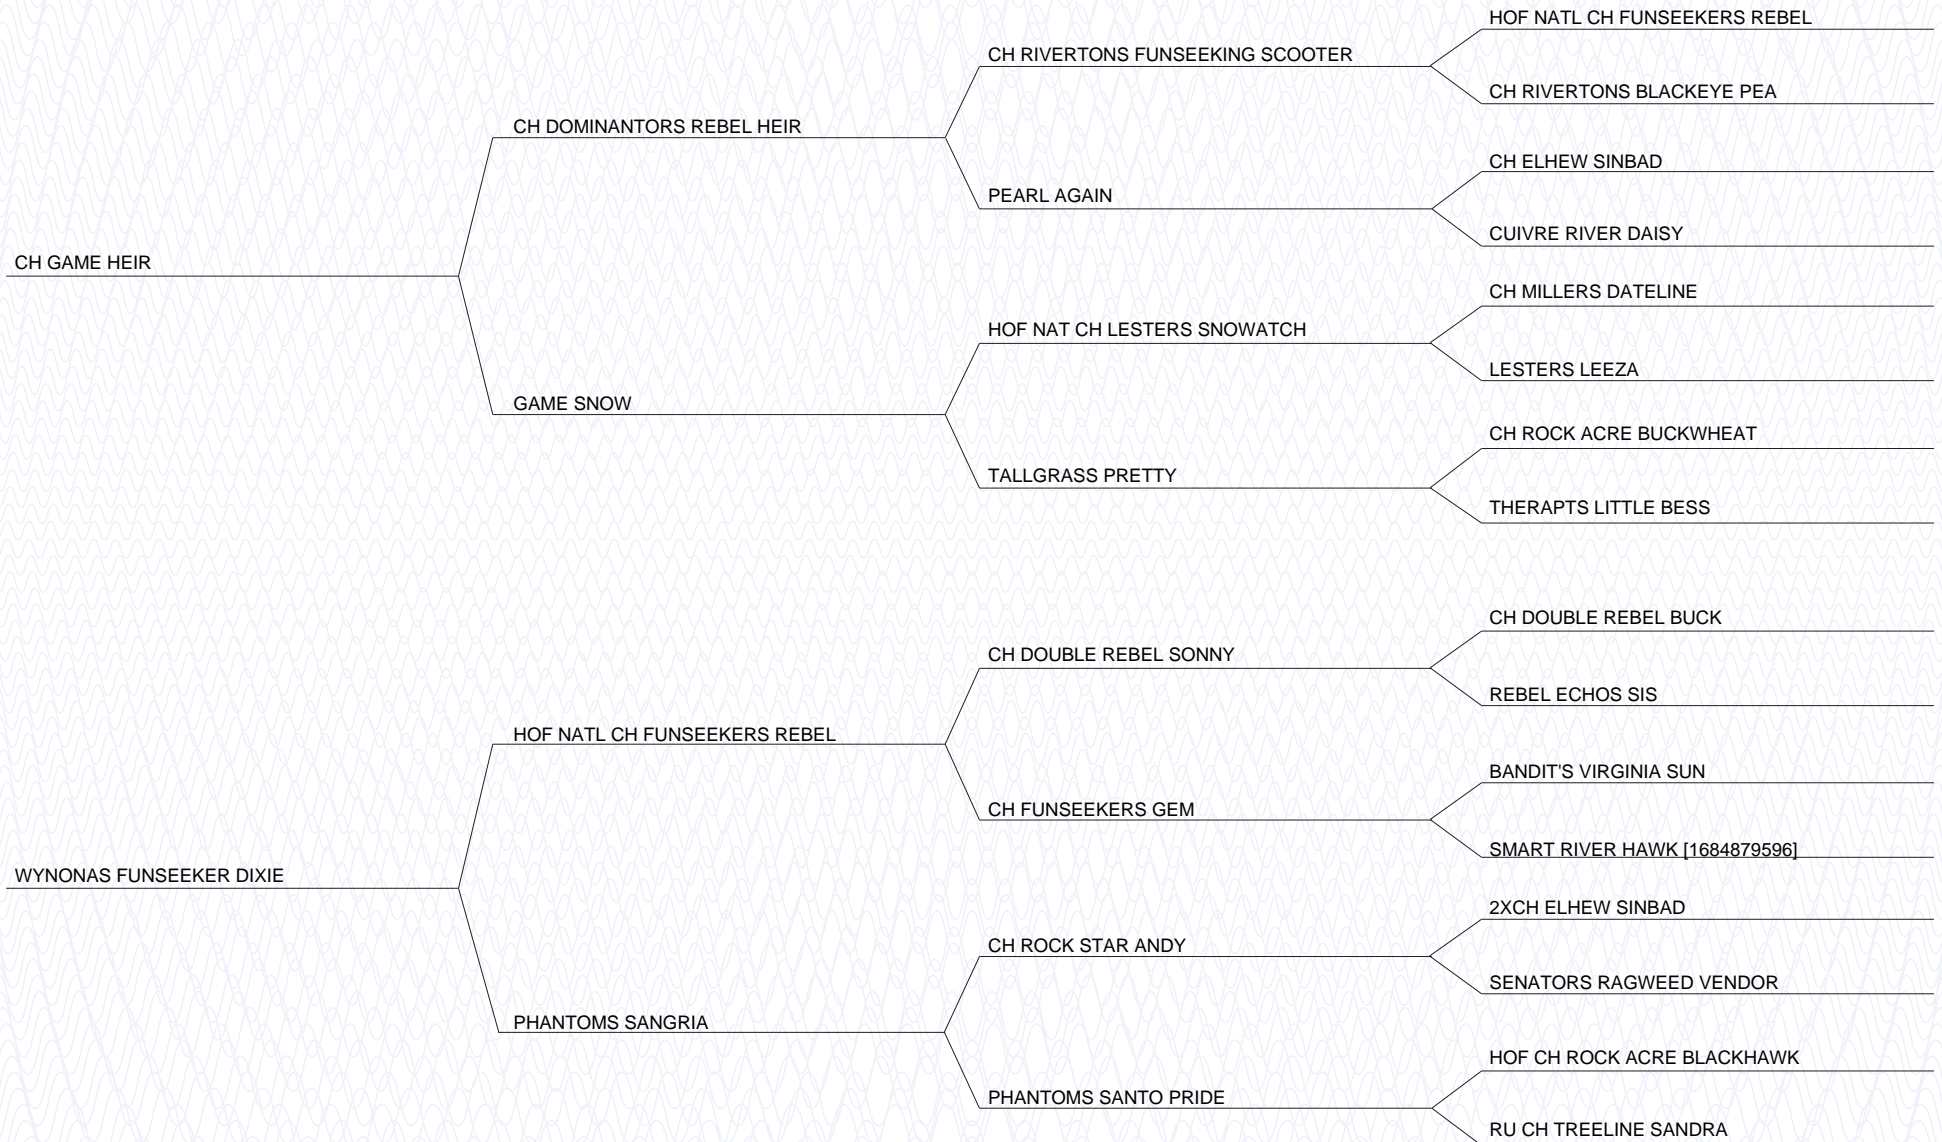 HOF NATL CH FUNSEEKERS REBEL
CH RIVERTONS FUNSEEKING SCOOTER
CH RIVERTONS BLACKEYE PEA
CH DOMINANTORS REBEL HEIR
CH ELHEW SINBAD
PEARL AGAIN
CUIVRE RIVER DAISY
CH GAME HEIR
CH MILLERS DATELINE
HOF NAT CH LESTERS SNOWATCH
LESTERS LEEZA
GAME SNOW
CH ROCK ACRE BUCKWHEAT
TALLGRASS PRETTY
THERAPTS LITTLE BESS
CH DOUBLE REBEL BUCK
CH DOUBLE REBEL SONNY
REBEL ECHOS SIS
HOF NATL CH FUNSEEKERS REBEL
BANDIT'S VIRGINIA SUN
CH FUNSEEKERS GEM
SMART RIVER HAWK [1684879596]
WYNONAS FUNSEEKER DIXIE
2XCH ELHEW SINBAD
CH ROCK STAR ANDY
SENATORS RAGWEED VENDOR
PHANTOMS SANGRIA
HOF CH ROCK ACRE BLACKHAWK
PHANTOMS SANTO PRIDE
RU CH TREELINE SANDRA